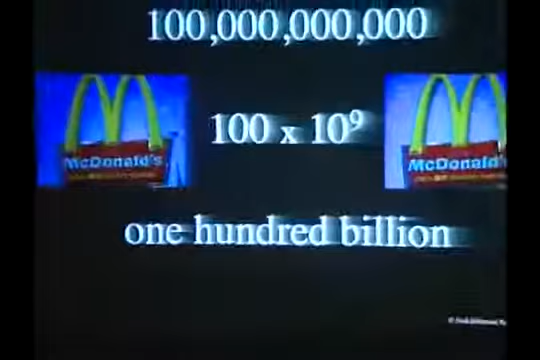 100,000,000,000
McDonald's
100 x 10⁹
McDonald's
one hundred billion